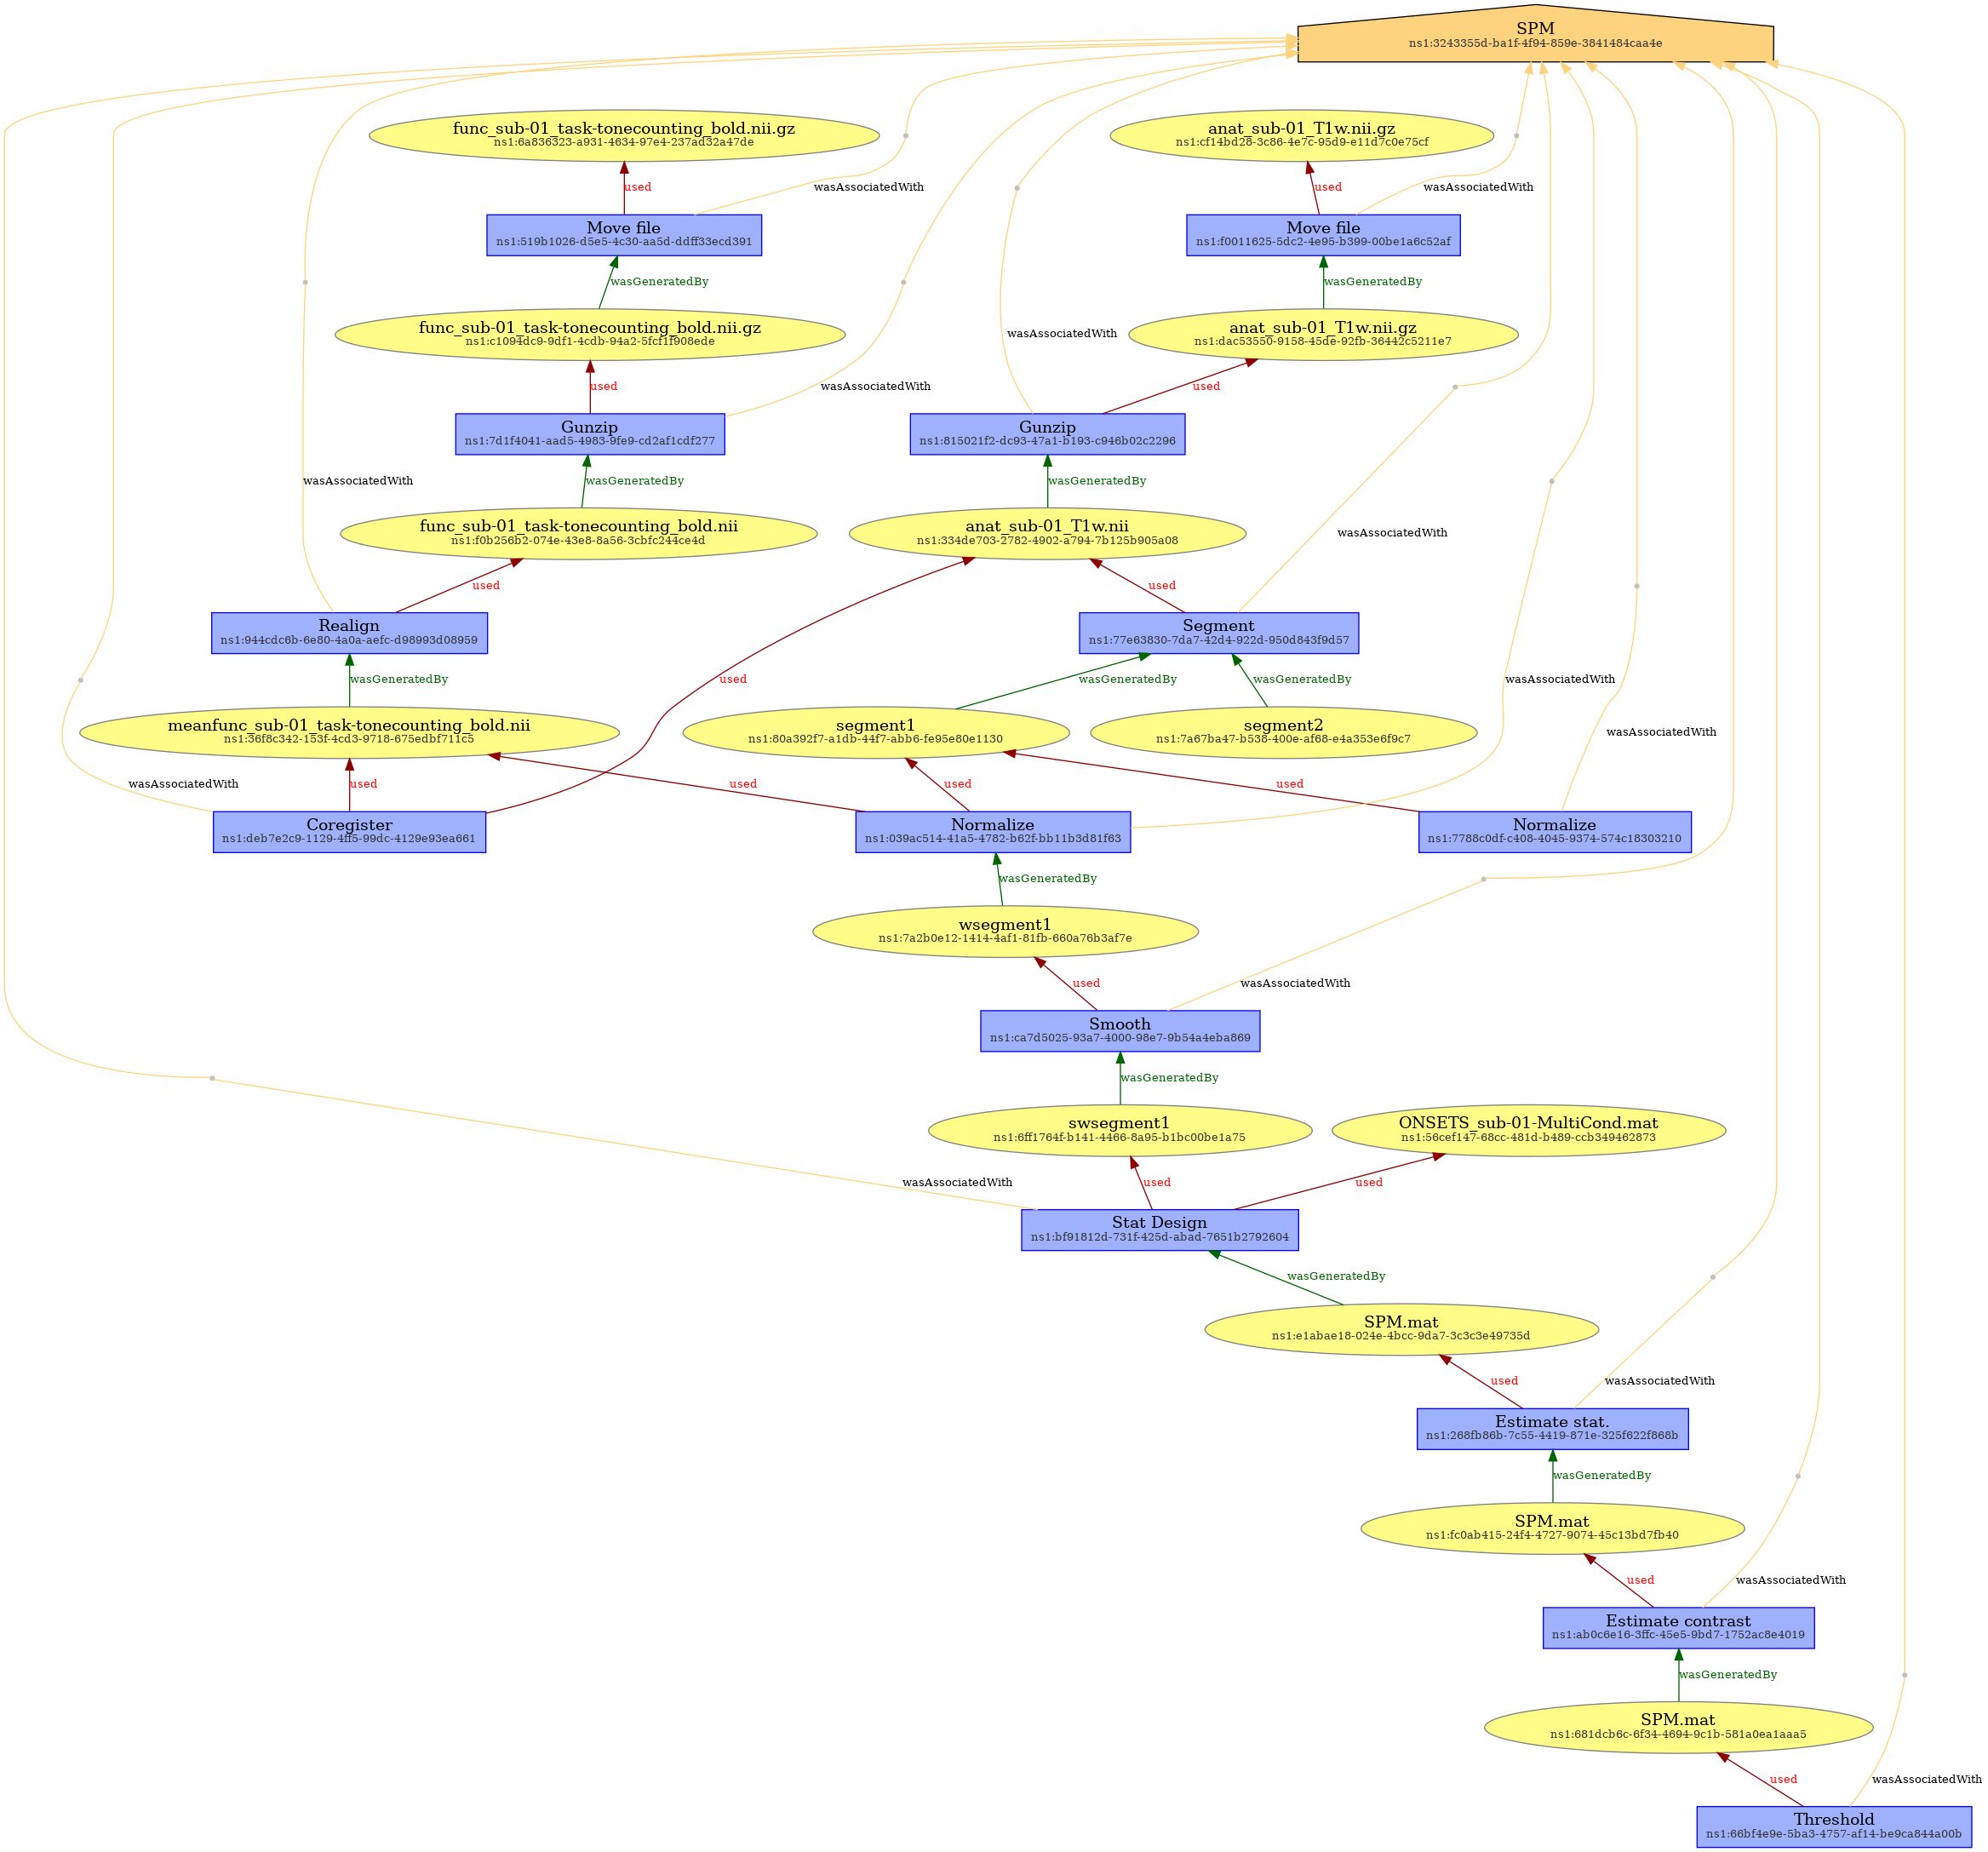 SPM
ns1:3243355d-ba1f-4f94-859e-3841484caa4e
func_sub-01_task-tonecounting_bold.nii.gz
ns1:6a836323-a931-4634-97e4-237ad32a47de
anat_sub-01_T1w.nii.gz
ns1:cf14bd28-3c86-4e7c-95d9-e11d7c0e75cf
used
wasAssociatedWith
used
wasAssociatedWith
Move file
ns1:519b1026-d5e5-4c30-aa5d-ddff33ecd391
Move file
ns1:f0011625-5dc2-4e95-b399-00be1a6c52af
wasGeneratedBy
wasGeneratedBy
func_sub-01_task-tonecounting_bold.nii.gz
ns1:c1094dc9-9df1-4cdb-94a2-5fcf1f908ede
wasAssociatedWith
anat_sub-01_T1w.nii.gz
ns1:dac53550-9158-45de-92fb-36442c5211e7
used
wasAssociatedWith
used
Gunzip
ns1:7d1f4041-aad5-4983-9fe9-cd2af1cdf277
Gunzip
ns1:815021f2-dc93-47a1-b193-c946b02c2296
wasAssociatedWith
wasGeneratedBy
wasGeneratedBy
func_sub-01_task-tonecounting_bold.nii
ns1:f0b256b2-074e-43e8-8a56-3cbfc244ce4d
anat_sub-01_T1w.nii
ns1:334de703-2782-4902-a794-7b125b905a08
wasAssociatedWith
used
used
Realign
ns1:944cdc6b-6e80-4a0a-aefc-d98993d08959
Segment
ns1:77e63830-7da7-42d4-922d-950d843f9d57
wasGeneratedBy
used
wasGeneratedBy
wasGeneratedBy
wasAssociatedWith
meanfunc_sub-01_task-tonecounting_bold.nii
ns1:36f8c342-153f-4cd3-9718-675edbf711c5
segment1
ns1:80a392f7-a1db-44f7-abb6-fe95e80e1130
segment2
ns1:7a67ba47-b538-400e-af68-e4a353e6f9c7
wasAssociatedWith
wasAssociatedWith
used
used
used
used
Coregister
ns1:deb7e2c9-1129-4ff5-99dc-4129e93ea661
Normalize
ns1:039ac514-41a5-4782-b62f-bb11b3d81f63
Normalize
ns1:7788c0df-c408-4045-9374-574c18303210
wasGeneratedBy
wsegment1
ns1:7a2b0e12-1414-4af1-81fb-660a76b3af7e
used
wasAssociatedWith
Smooth
ns1:ca7d5025-93a7-4000-98e7-9b54a4eba869
wasGeneratedBy
swsegment1
ns1:6ff1764f-b141-4466-8a95-b1bc00be1a75
ONSETS_sub-01-MultiCond.mat
ns1:56cef147-68cc-481d-b489-ccb349462873
wasAssociatedWith
used
used
Stat Design
ns1:bf91812d-731f-425d-abad-7651b2792604
wasGeneratedBy
SPM.mat
ns1:e1abae18-024e-4bcc-9da7-3c3c3e49735d
used
wasAssociatedWith
Estimate stat.
ns1:268fb86b-7c55-4419-871e-325f622f868b
wasGeneratedBy
SPM.mat
ns1:fc0ab415-24f4-4727-9074-45c13bd7fb40
used
wasAssociatedWith
Estimate contrast
ns1:ab0c6e16-3ffc-45e5-9bd7-1752ac8e4019
wasGeneratedBy
SPM.mat
ns1:681dcb6c-6f34-4694-9c1b-581a0ea1aaa5
used
wasAssociatedWith
Threshold
ns1:66bf4e9e-5ba3-4757-af14-be9ca844a00b